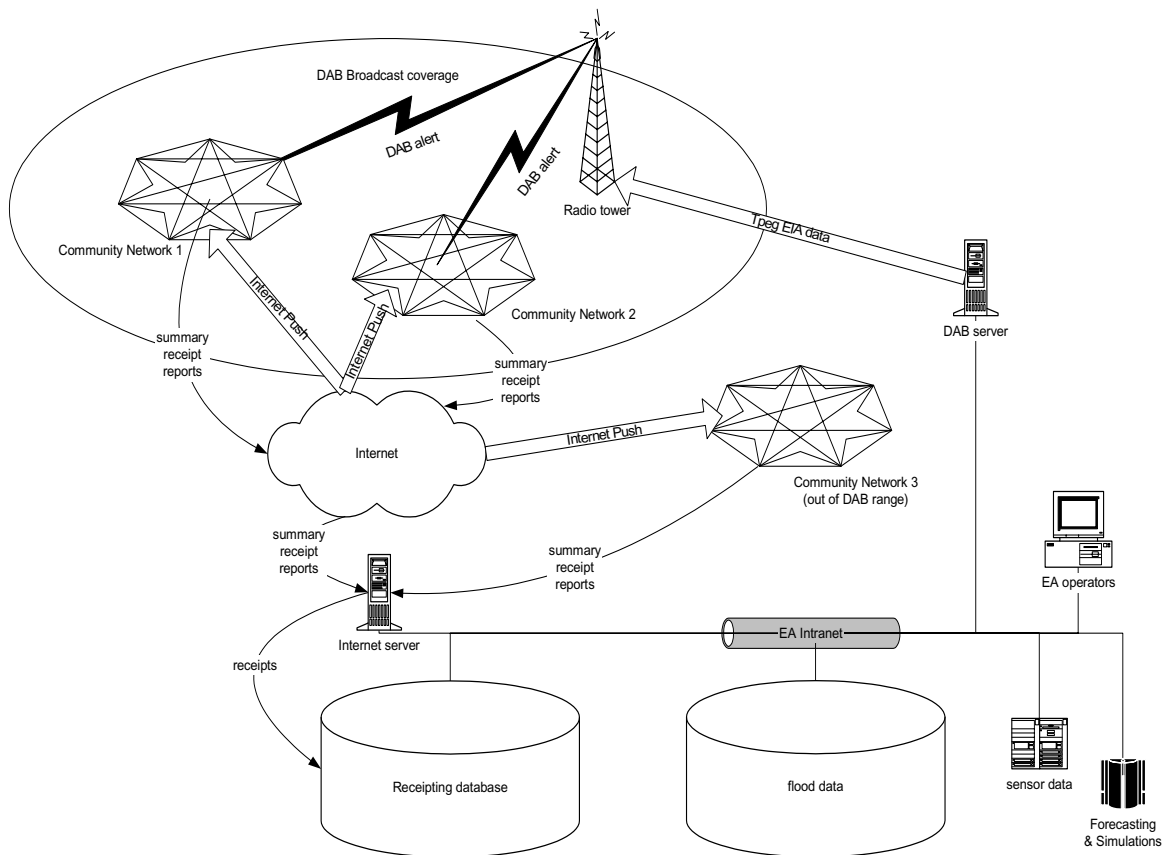 DAB Broadcast coverage
DAB alert
DAB alert
Radio tower
Tpeg EIA data
Community Network 1
Internet Push
Internet Push
Community Network 2
DAB server
summary
receipt
reports
summary
receipt
reports
Internet
Internet Push
Community Network 3
(out of DAB range)
summary
receipt
reports
summary
receipt
reports
EA operators
Internet server
EA Intranet
receipts
Receipting database
flood data
sensor data
Forecasting
& Simulations